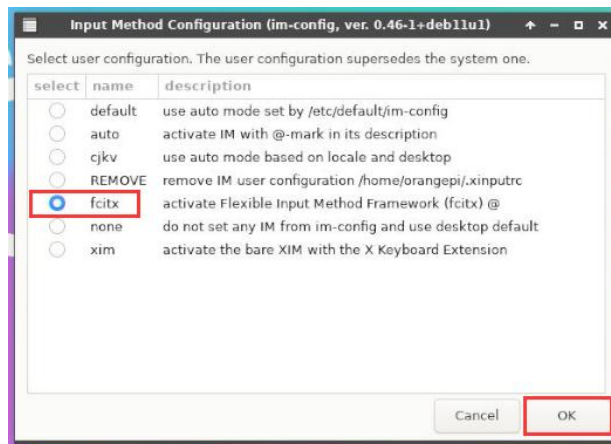 Input Method Configuration (im-config, ver. 0.46-1+deb11u1)
Select user configuration. The user configuration supersedes the system one.
select name description
default use auto mode set by /etc/default/im-config
auto activate IM with @-mark in its description
cjkv use auto mode based on locale and desktop
REMOVE remove IM user configuration /home/orangepi/.xinputrc
fcitx activate Flexible Input Method Framework (fcitx) @
none do not set any IM from im-config and use desktop default
xim activate the bare XIM with the X Keyboard Extension
Cancel OK